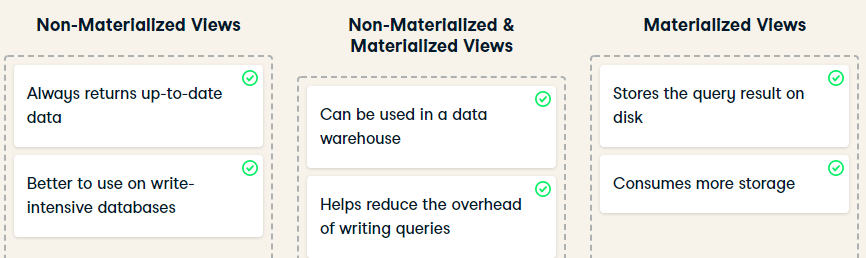 Non-Materialized Views
Always returns up-to-date
data
Better to use on write-
intensive databases
Non-Materialized &
Materialized Views
Can be used in a data
warehouse
Helps reduce the overhead
of writing queries
Materialized Views
Stores the query result on
disk
Consumes more storage